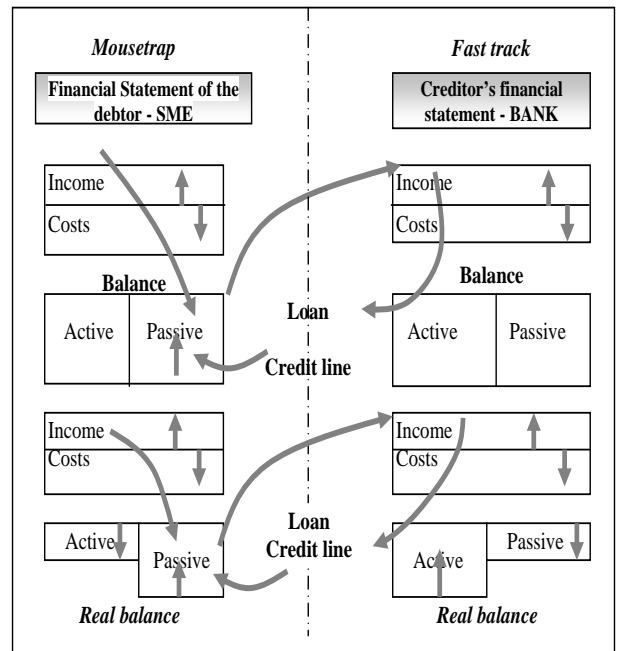 Mousetrap
Fast track
Financial Statement of the
debtor - SME
Creditor's financial
statement - BANK
Income
Costs
Income
Costs
Balance
Balance
Active
Passive
Loan
Credit line
Active
Passive
Income
Costs
Income
Costs
Loan
Credit line
Active
Passive
Active
Passive
Real balance
Real balance